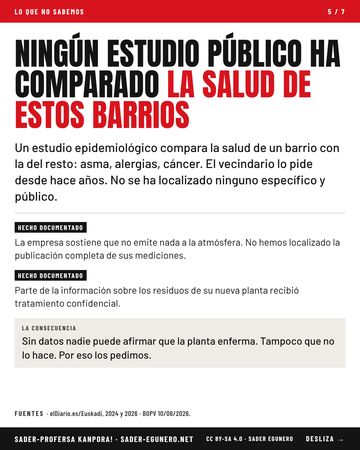 LO QUE NO SABEMOS
5 / 7
NINGÚN ESTUDIO PÚBLICO HA
COMPARADO LA SALUD DE
ESTOS BARRIOS
Un estudio epidemiológico compara la salud de un barrio con
la del resto: asma, alergias, cáncer. El vecindario lo pide
desde hace años. No se ha localizado ninguno específico y
público.
HECHO DOCUMENTADO
La empresa sostiene que no emite nada a la atmósfera. No hemos localizado la
publicación completa de sus mediciones.
HECHO DOCUMENTADO
Parte de la información sobre los residuos de su nueva planta recibió
tratamiento confidencial.
LA CONSECUENCIA
Sin datos nadie puede afirmar que la planta enferma. Tampoco que no
lo hace. Por eso los pedimos.
FUENTES · elDiario.es/Euskadi, 2024 y 2026 · BOPV 10/06/2026.
SADER-PROFERSA KANPORA! · SADER-EGUNERO.NET
CC BY-SA 4.0 · SADER EGUNERO
DESLIZA →